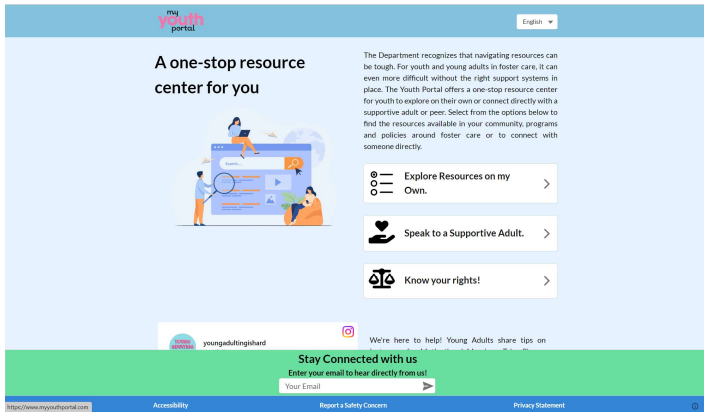 my
youth
portal
English
A one-stop resource
center for you
Search...
The Department recognizes that navigating resources can
be tough. For youth and young adults in foster care, it can
even more difficult without the right support systems in
place. The Youth Portal offers a one-stop resource center
for youth to explore on their own or connect directly with a
supportive adult or peer. Select from the options below to
find the resources available in your community, programs
and policies around foster care or to connect with
someone directly.
Explore Resources on my
Own.
Speak to a Supportive Adult.
Know your rights!
youngadultingishard
We're here to help! Young Adults share tips on
Stay Connected with us
Enter your email to hear directly from us!
Your Email
https://www.myyouthportal.com
Accessibility
Report a Safety Concern
Privacy Statement